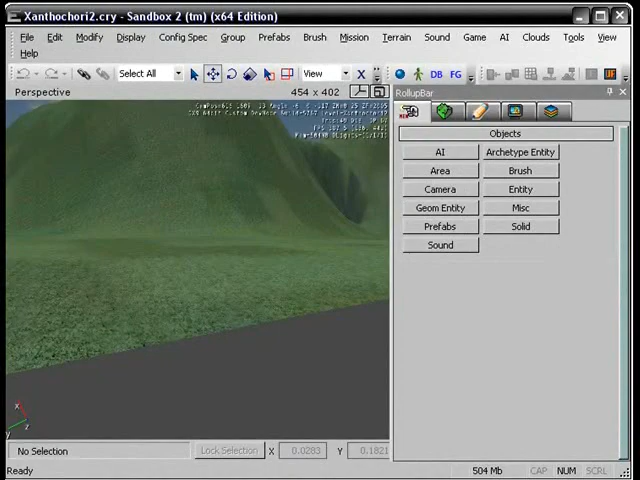 Xanthochori2.cry - Sandbox 2 (tm) (x64 Edition)
File Edit Modify Display Config Spec Group Prefabs Brush Mission Terrain Sound Game AI Clouds Tools View
Help
Select All View X DB FG
Perspective 454 x 402 RollupBar
Objects
AI Archetype Entity
Area Brush
Camera Entity
Geom Entity Misc
Prefabs Solid
Sound
x
y z
No Selection Lock Selection X 0.0283 Y 0.1821
Ready 504 Mb CAP NUM SCRL